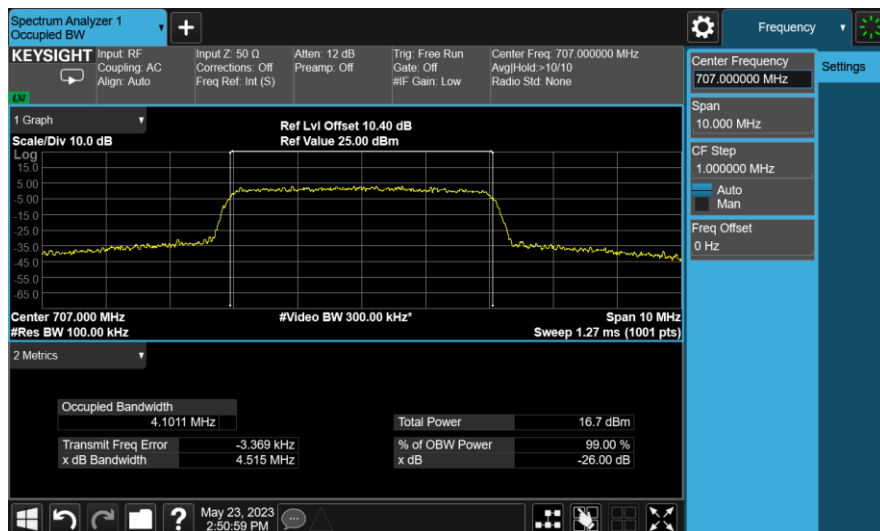 Spectrum Analyzer 1
Occupied BW
Frequency
KEYSIGHT
Input: RF
Coupling: AC
Align: Auto
Input Z: 50 Ω
Corrections: Off
Freq Ref: Int (S)
Atten: 12 dB
Preamp: Off
Trig: Free Run
Gate: Off
#IF Gain: Low
Center Freq: 707.000000 MHz
Avg|Hold:>10/10
Radio Std: None
LXI
Center Frequency
707.000000 MHz
Settings
Span
10.000 MHz
CF Step
1.000000 MHz
Auto
Man
Freq Offset
0 Hz
1 Graph
Scale/Div 10.0 dB
Ref Lvl Offset 10.40 dB
Ref Value 25.00 dBm
Log
15.0
5.00
-5.00
-15.0
-25.0
-35.0
-45.0
-55.0
-65.0
Center 707.000 MHz
#Video BW 300.00 kHz*
Span 10 MHz
#Res BW 100.00 kHz
Sweep 1.27 ms (1001 pts)
2 Metrics
Occupied Bandwidth
4.1011 MHz
Total Power 16.7 dBm
Transmit Freq Error -3.369 kHz
% of OBW Power 99.00 %
x dB Bandwidth 4.515 MHz
x dB -26.00 dB
?
May 23, 2023
2:50:59 PM